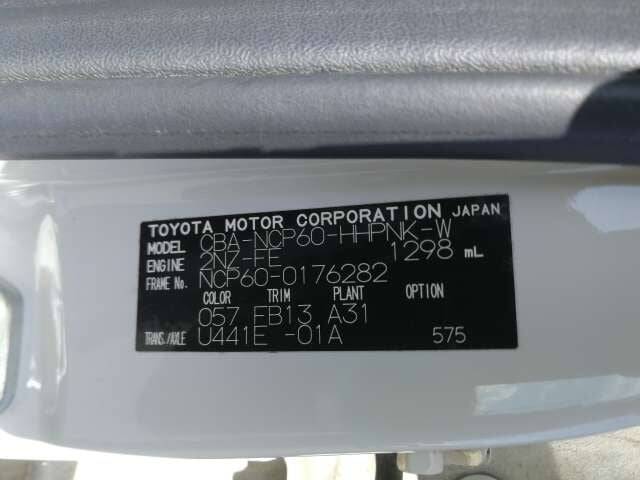 TOYOTA MOTOR CORPORATION JAPAN
MODEL CBA-NCP60-HHPNK-W
ENGINE 2NZ-FE 1298 mL
FRAME No. NCP60-0176282
COLOR TRIM PLANT OPTION
057 FB13 A31
TRANS./AXLE U441E -01A 575